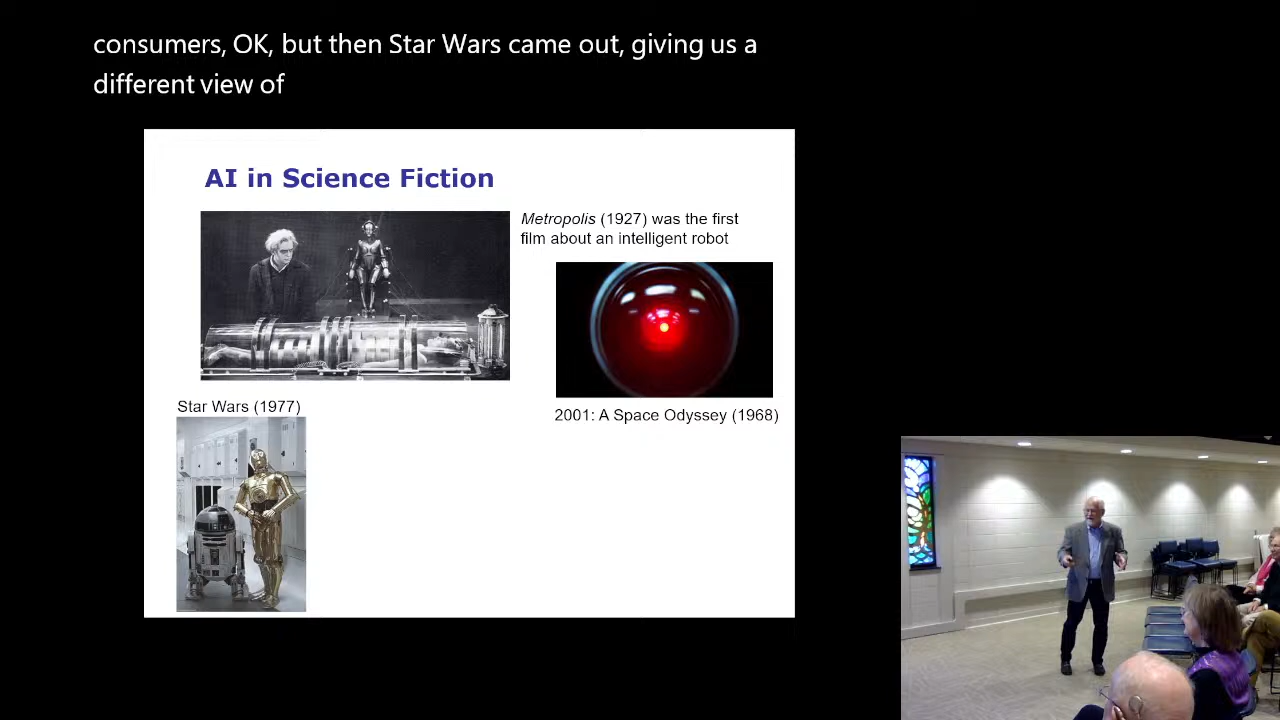 consumers, OK, but then Star Wars came out, giving us a
different view of
AI in Science Fiction
Metropolis (1927) was the first
film about an intelligent robot
2001: A Space Odyssey (1968)
Star Wars (1977)